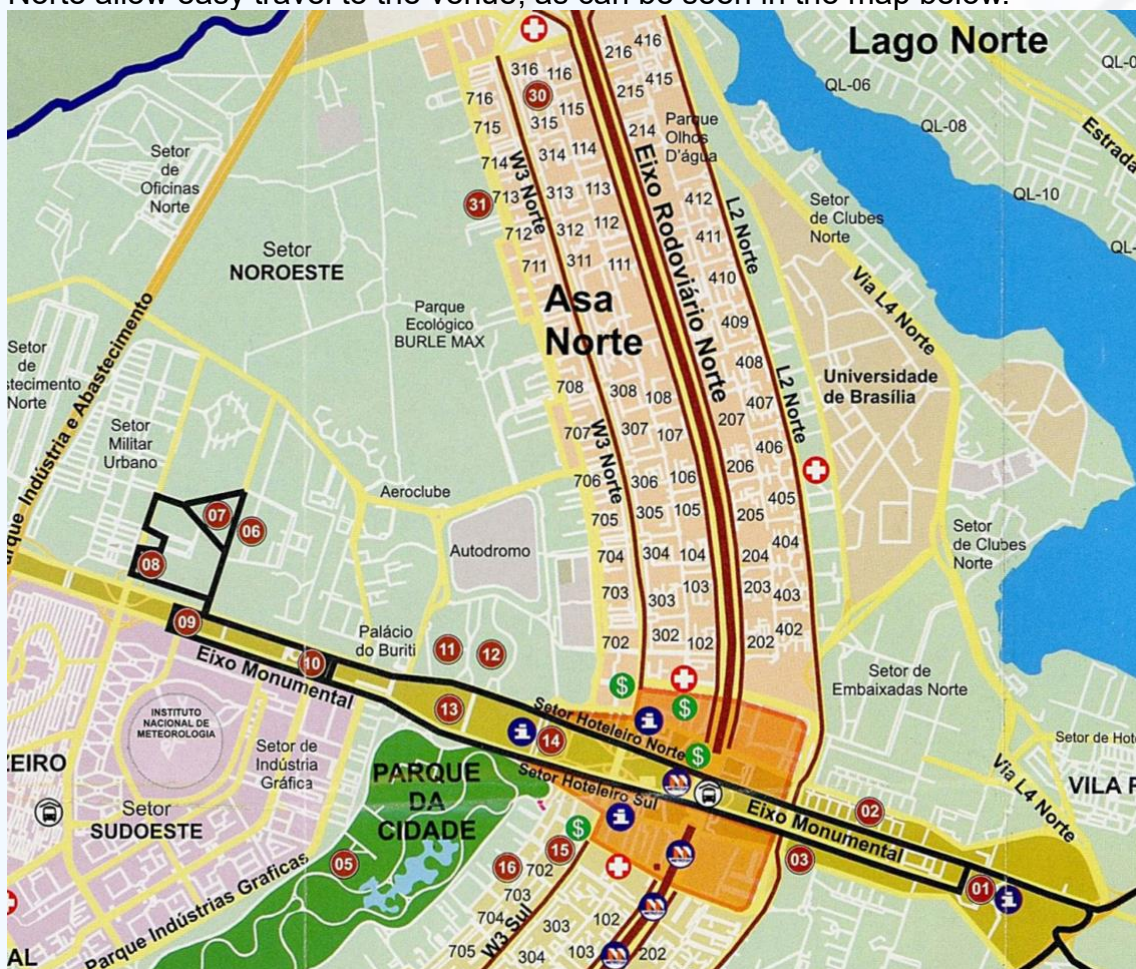 Norte allow easy travel to the venue, as can be seen in the map below.
Lago Norte
QL-06
QL-08
QL-10
Estrada
416
216
316
116
415
215
30
716
115
315
715
214
Parque
Olhos
D'água
Setor
de
Oficinas
Norte
714
W3 Norte
314
114
Eixo Rodoviário Norte
31
713
313
113
412
L2 Norte
Setor
de Clubes
Norte
712
312
112
411
Setor
NOROESTE
711
311
111
410
Via L4 Norte
Asa
Norte
Parque
Ecológico
BURLE MAX
409
Setor
de
stecimento
Norte
arque Indústria e Abastecimento
408
L2 Norte
Universidade
de Brasília
708
308
108
407
207
Setor
Militar
Urbano
707
W3 Norte
307
107
406
206
706
306
106
405
Aeroclube
07
06
705
305
105
205
Setor
de Clubes
Norte
404
Autodromo
08
704
304
104
204
703
303
103
203
403
09
702
302
102
202
402
Palácio
do Buriti
11
12
10
Eixo Monumental
Setor de
Embaixadas Norte
$
$
i
13
Setor Hoteleiro Norte
i
14
$
INSTITUTO
NACIONAL DE
METEOROLOGIA
Setor de
Indústria
Gráfica
Setor de Hote
ZEIRO
PARQUE
DA
CIDADE
Setor Hoteleiro Sul
Via L4 Norte
VILA
Setor
SUDOESTE
02
Eixo Monumental
i
$
15
03
05
16
702
01
i
Parque Indústrias Graficas
703
704
W3 Sul
303
102
705
304
103
202
AL